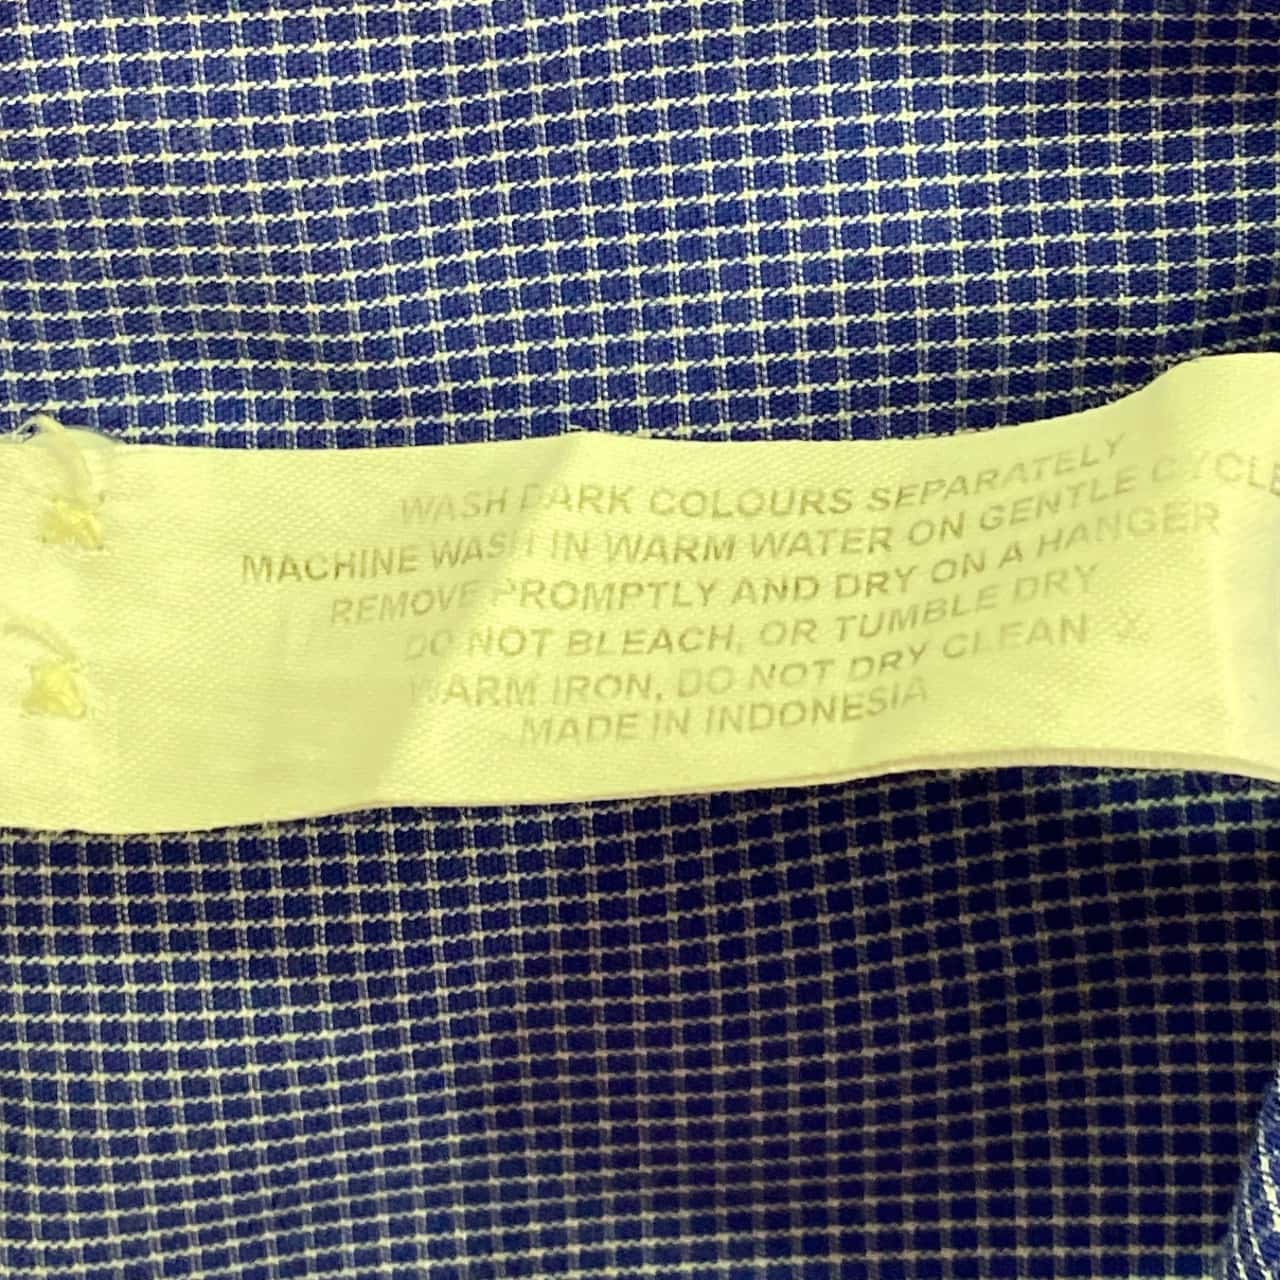 WASH DARK COLOURS SEPARATELY
MACHINE WASH IN WARM WATER ON GENTLE CYCLE
REMOVE PROMPTLY AND DRY ON A HANGER
DO NOT BLEACH, OR TUMBLE DRY
WARM IRON, DO NOT DRY CLEAN
MADE IN INDONESIA